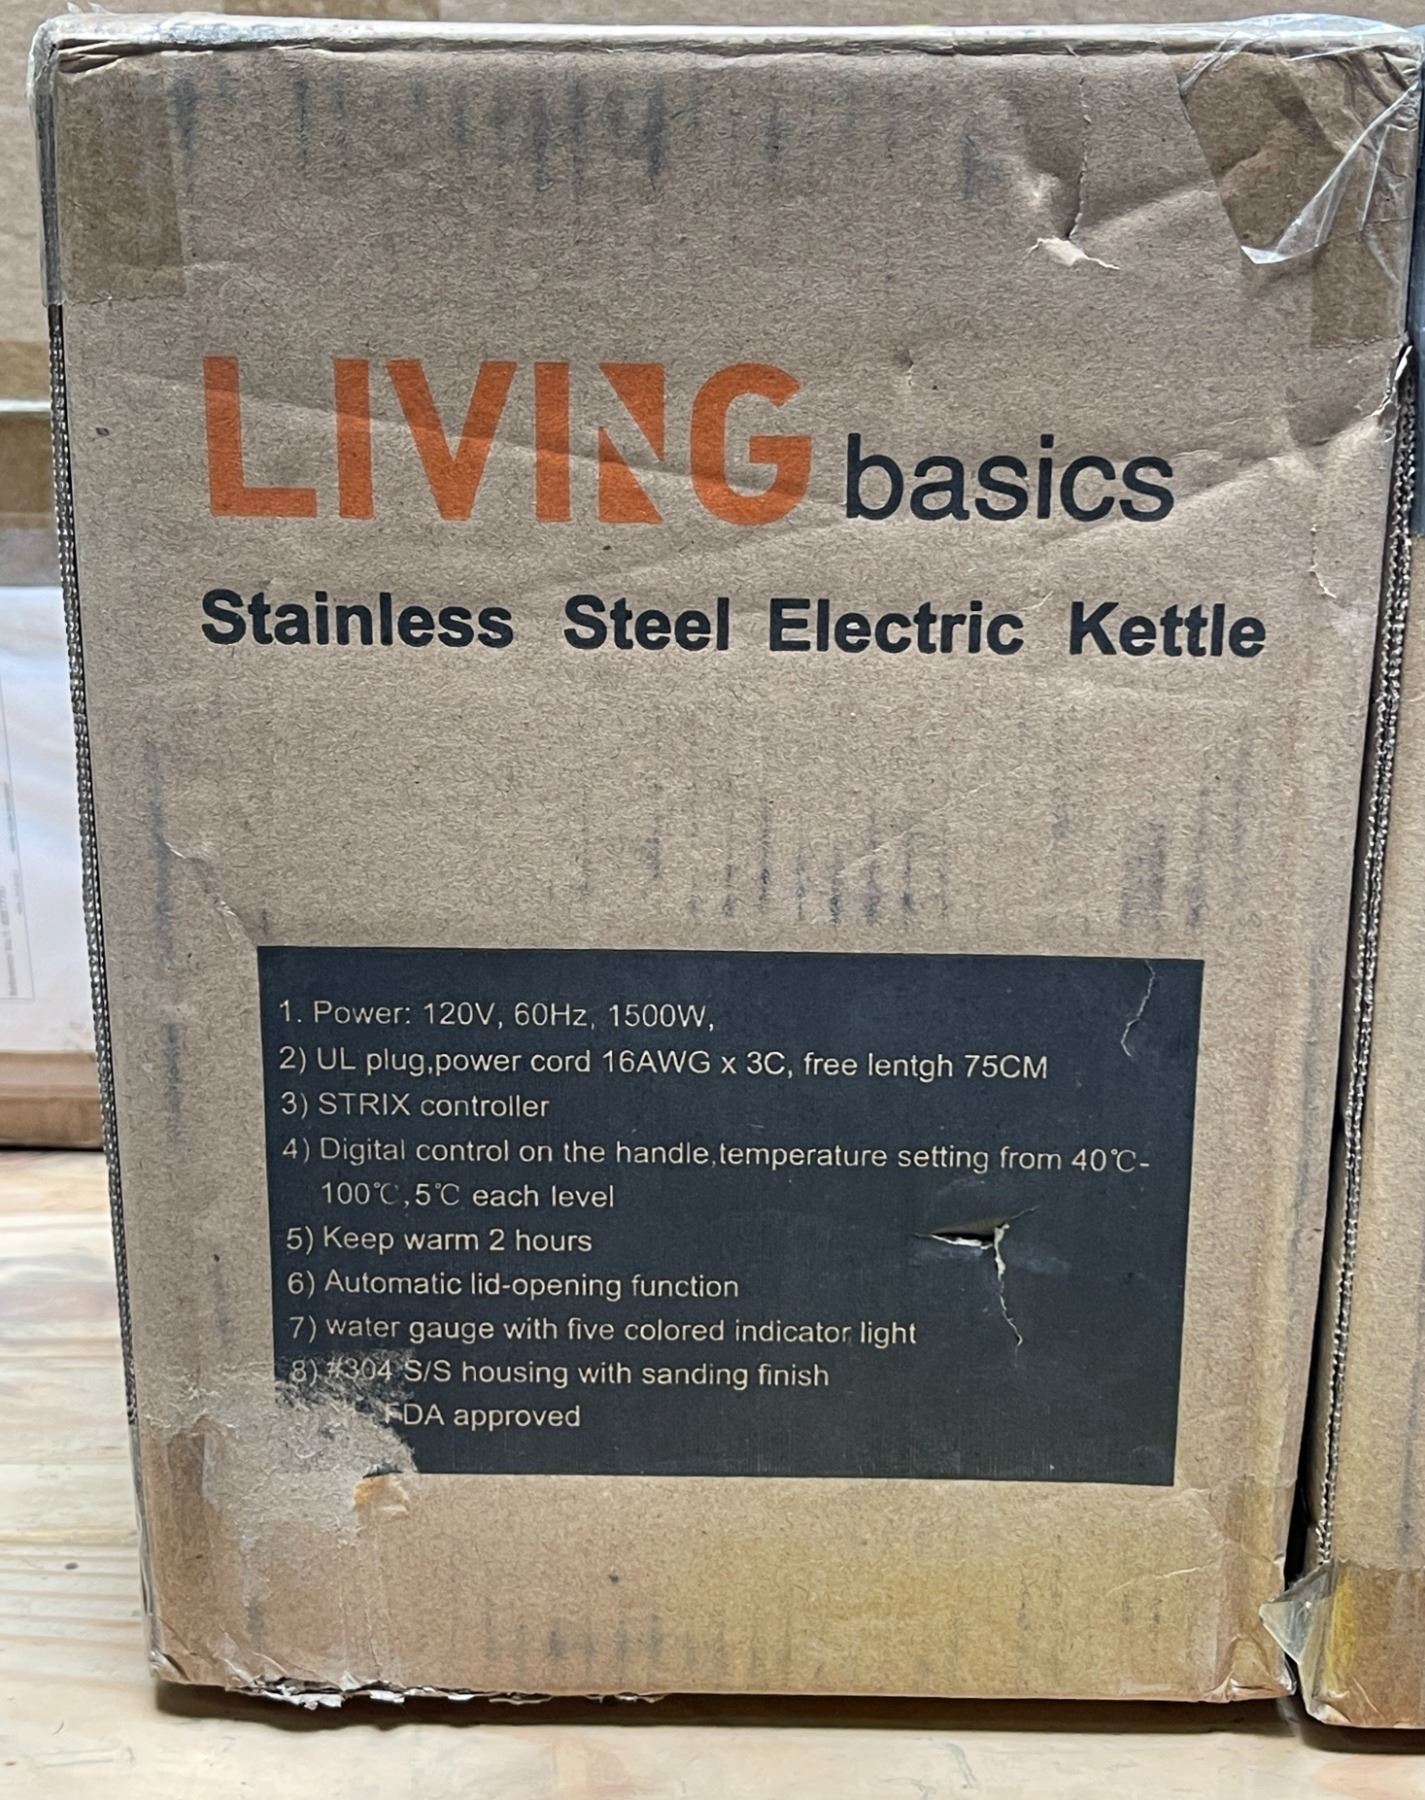 LIVING basics
Stainless Steel Electric Kettle
1. Power: 120V, 60Hz, 1500W,
2) UL plug,power cord 16AWG x 3C, free lentgh 75CM
3) STRIX controller
4) Digital control on the handle,temperature setting from 40℃-
100℃,5℃ each level
5) Keep warm 2 hours
6) Automatic lid-opening function
7) water gauge with five colored indicator light
8) #304 S/S housing with sanding finish
FDA approved